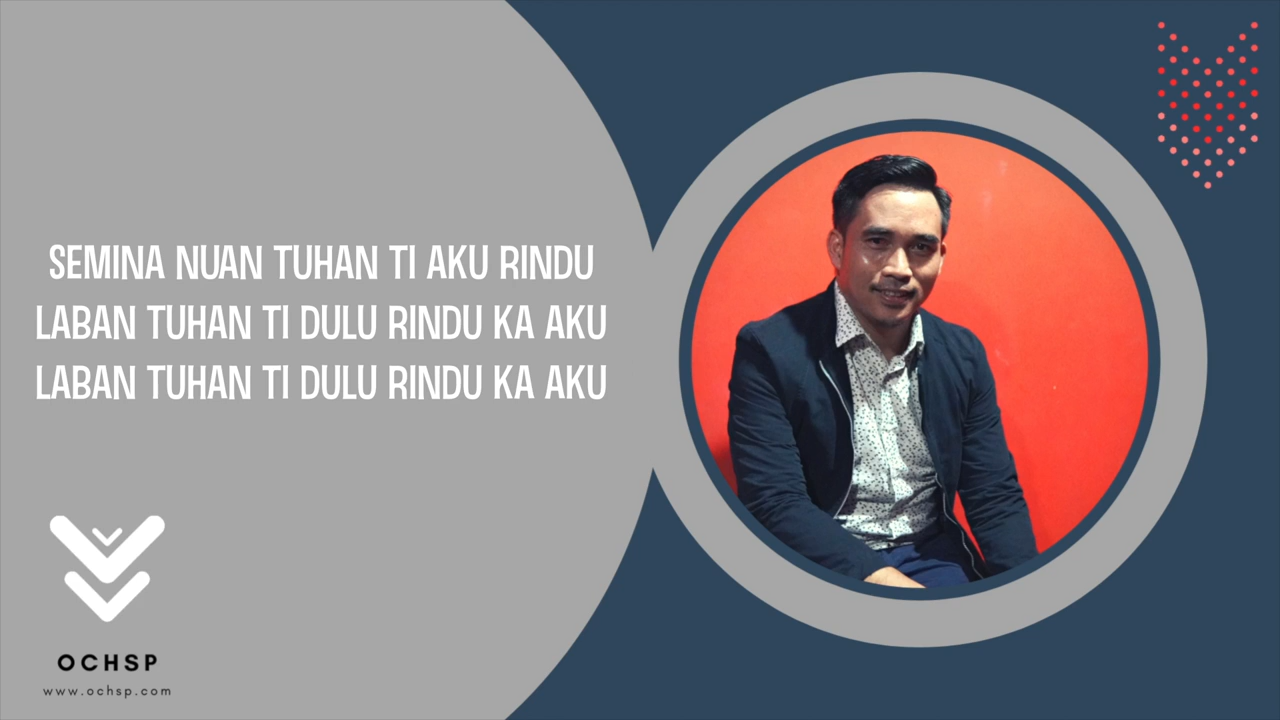 SEMINA NUAN TUHAN TI AKU RINDU
LABAN TUHAN TI DULU RINDU KA AKU
LABAN TUHAN TI DULU RINDU KA AKU
OCHSP
www.ochsp.com